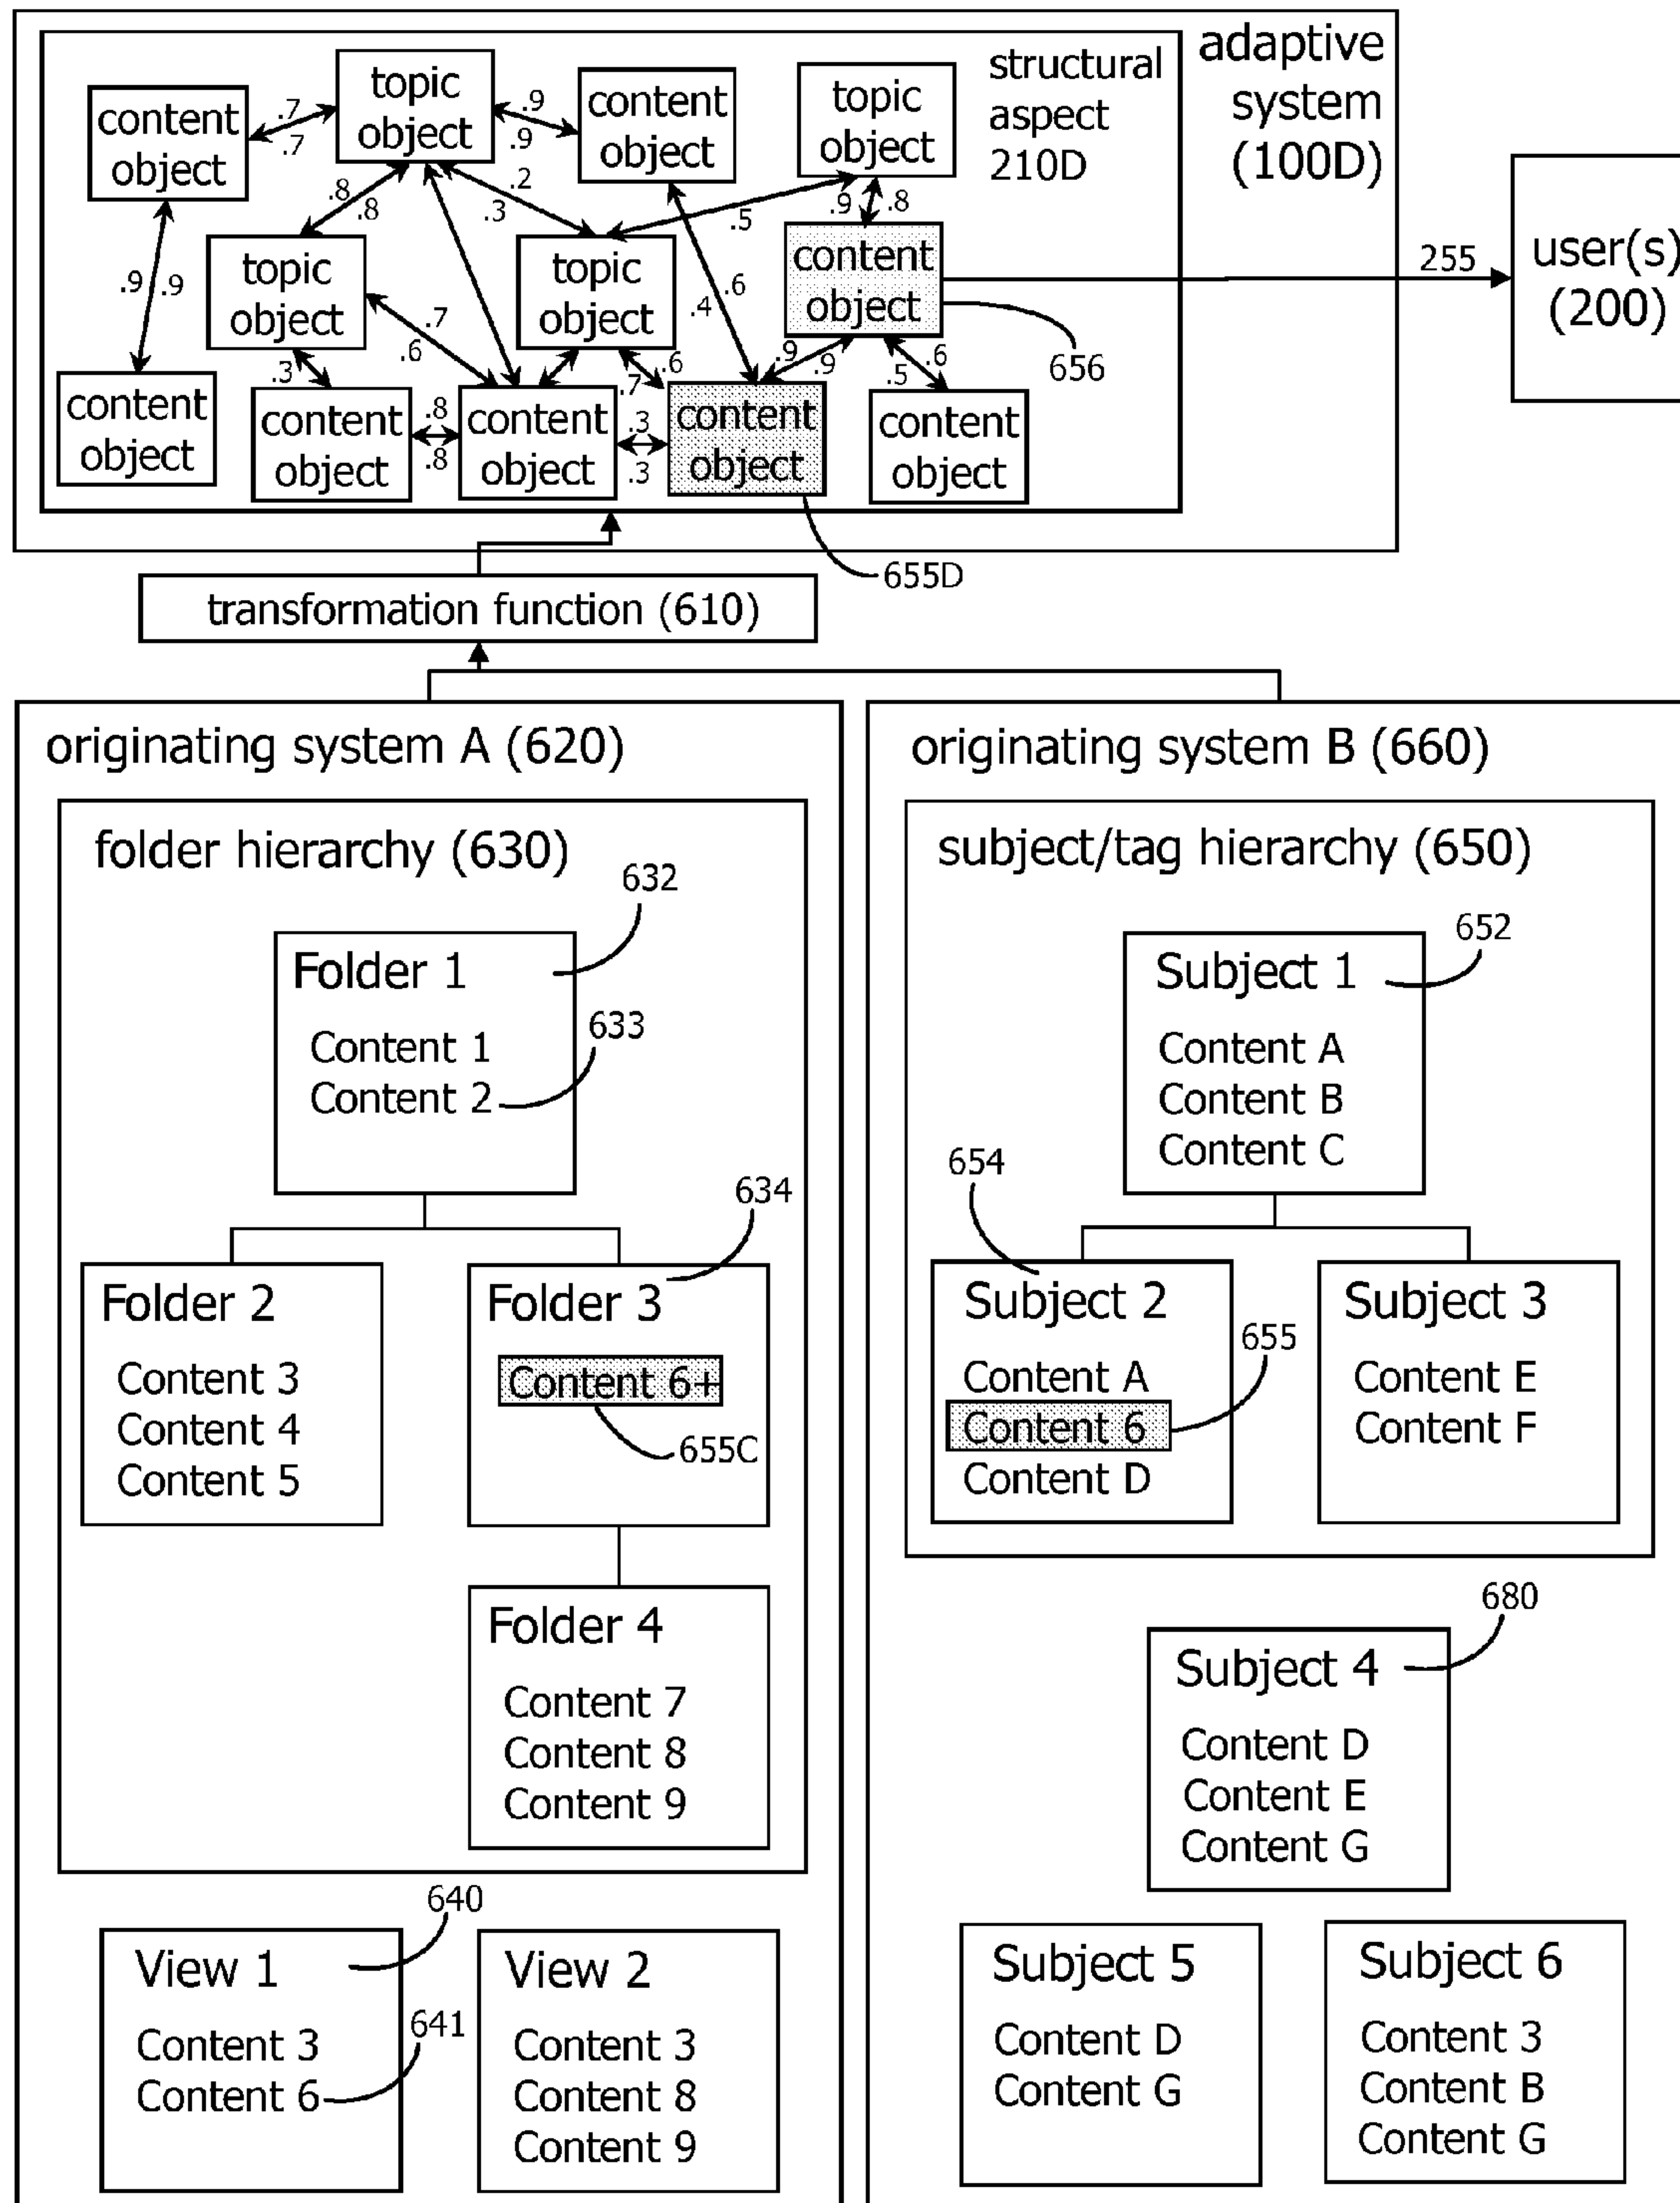 adaptive
system
(100D)
structural
aspect
210D
content
object
.7
.7
topic
object
.9
.9
content
object
topic
object
.8
.8
.2
.3
.5
.9
.8
.9
.9
topic
object
topic
object
.4
.6
content
object
255
user(s)
(200)
656
.7
.6
.3
.6
.7
.9
.9
.6
.5
content
object
content
object
.8
.8
content
object
.3
.3
content
object
content
object
655D
transformation function (610)
originating system A (620)
folder hierarchy (630)
632
Folder 1
Content 1
Content 2
633
634
Folder 2
Content 3
Content 4
Content 5
Folder 3
Content 6+
655C
Folder 4
Content 7
Content 8
Content 9
640
View 1
Content 3
Content 6
641
View 2
Content 3
Content 8
Content 9
originating system B (660)
subject/tag hierarchy (650)
652
Subject 1
Content A
Content B
Content C
654
Subject 2
Content A
Content 6
Content D
655
Subject 3
Content E
Content F
680
Subject 4
Content D
Content E
Content G
Subject 5
Content D
Content G
Subject 6
Content 3
Content B
Content G